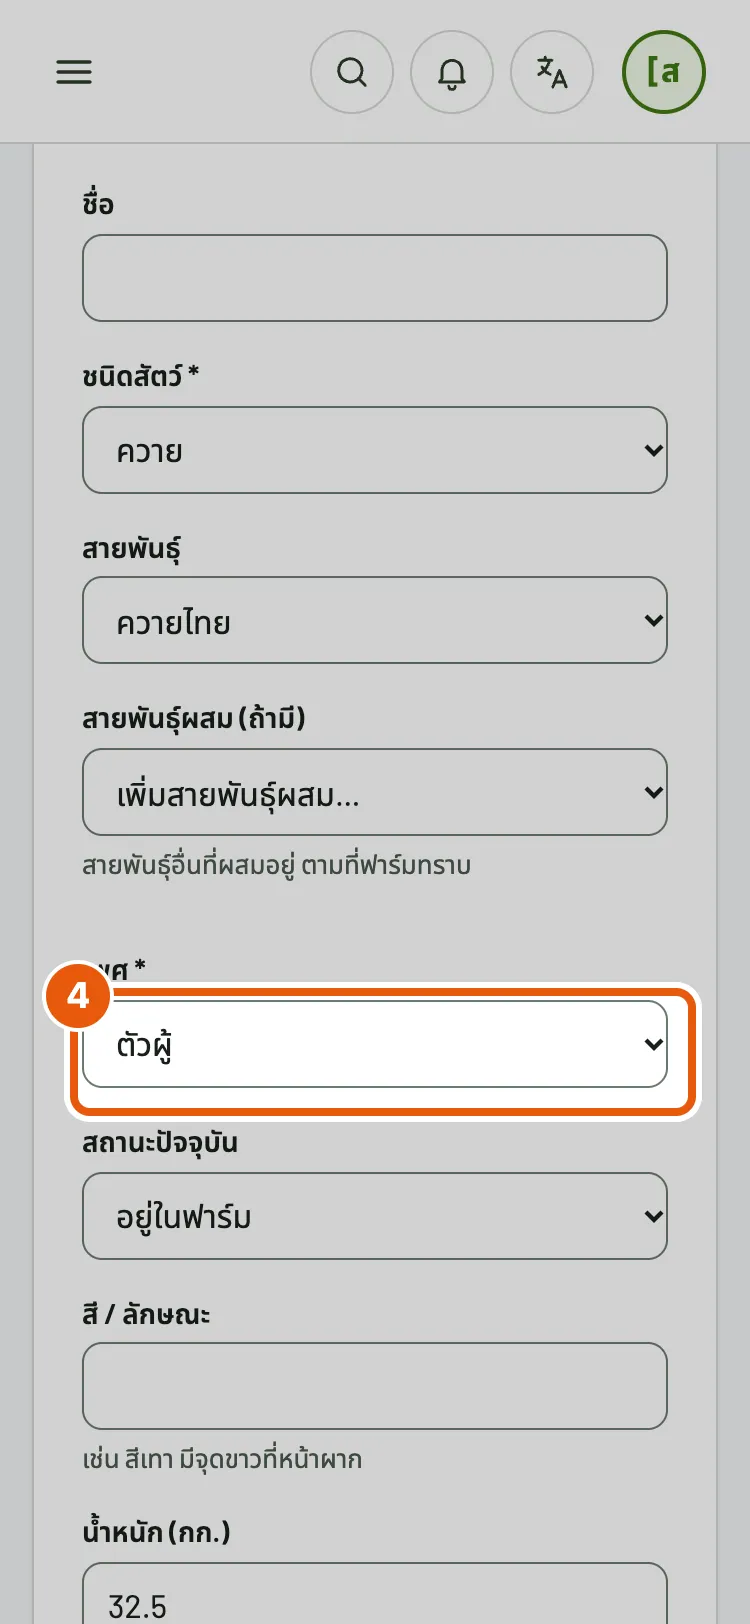 [ส
ชื่อ
ชนิดสัตว์ *
ควาย
สายพันธุ์
ควายไทย
สายพันธุ์ผสม (ถ้ามี)
เพิ่มสายพันธุ์ผสม...
สายพันธุ์อื่นที่ผสมอยู่ ตามที่ฟาร์มทราบ
4
ตัวผู้
สถานะปัจจุบัน
อยู่ในฟาร์ม
สี / ลักษณะ
เช่น สีเทา มีจุดขาวที่หน้าผาก
น้ำหนัก (กก.)
32.5